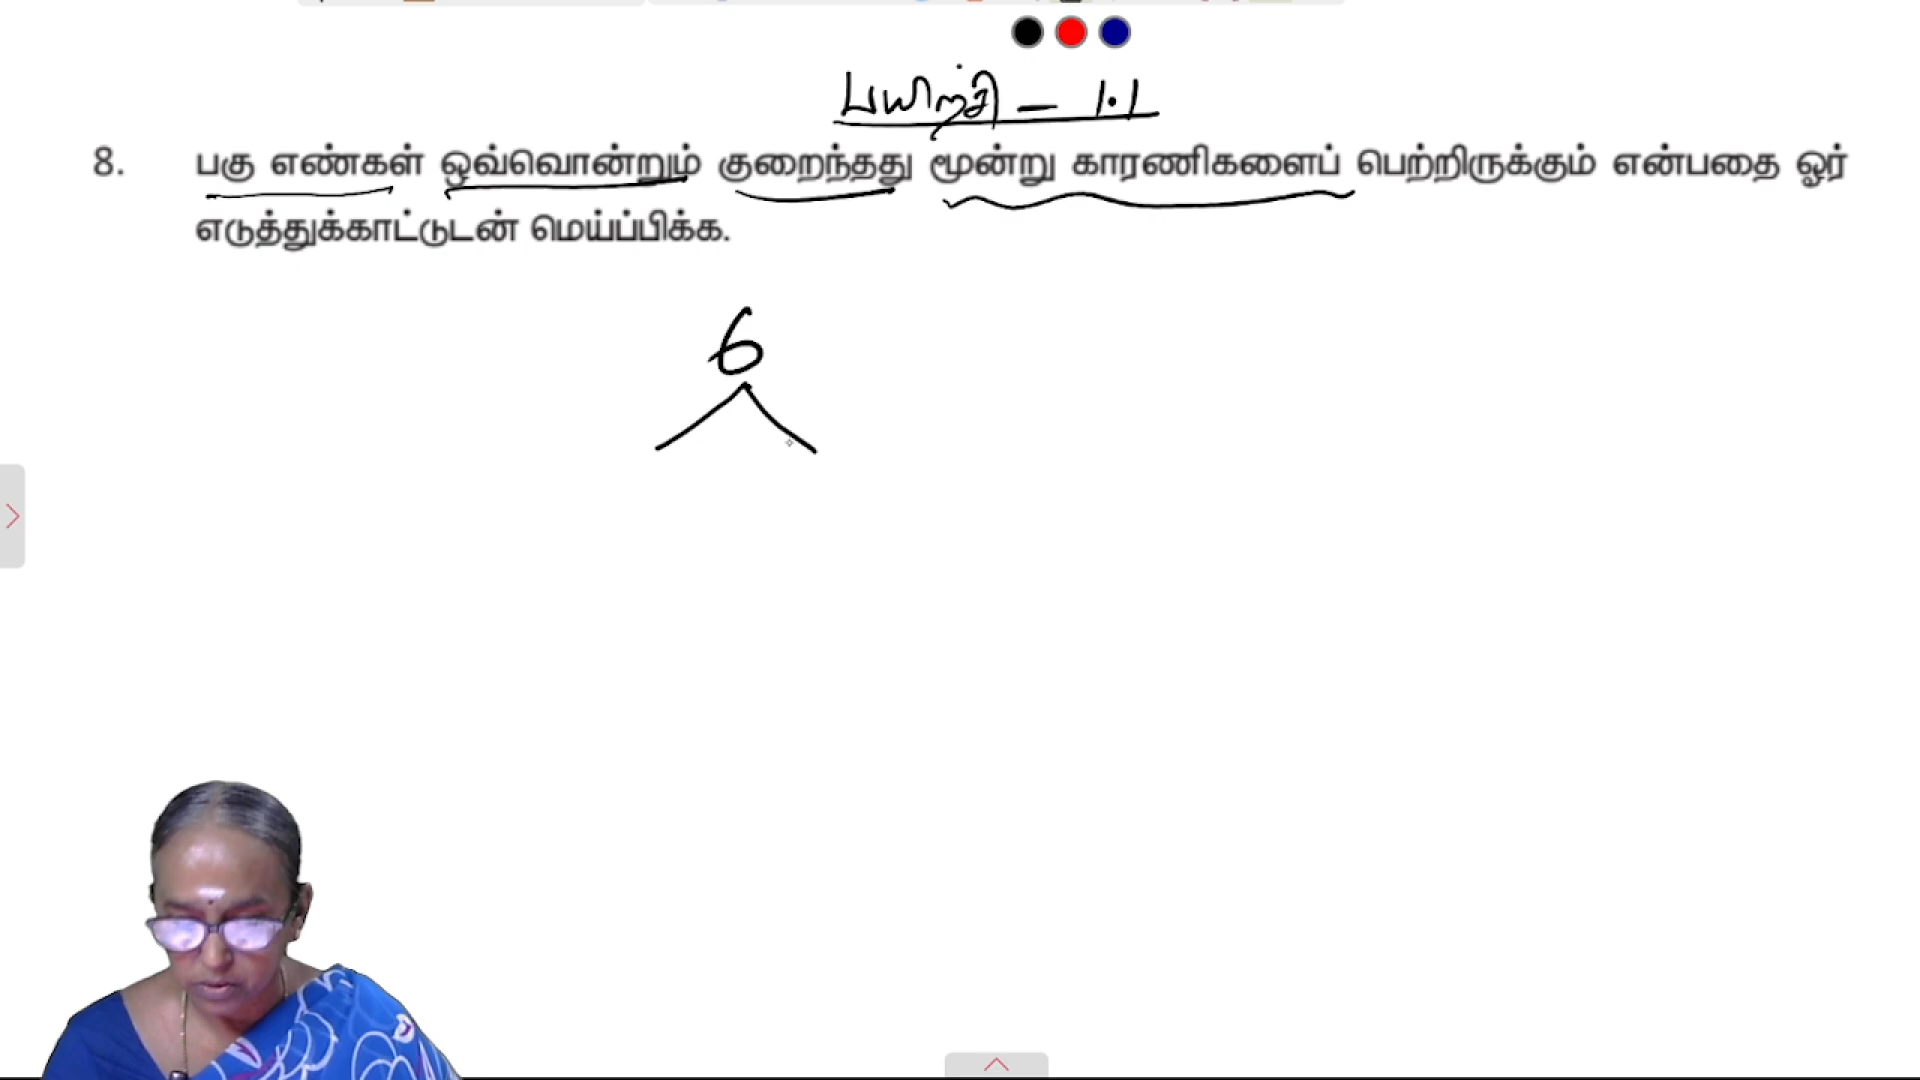 பயிற்சி – 1.1
8. பகு எண்கள் ஒவ்வொன்றும் குறைந்தது மூன்று காரணிகளைப் பெற்றிருக்கும் என்பதை ஓர்
எடுத்துக்காட்டுடன் மெய்ப்பிக்க.
6